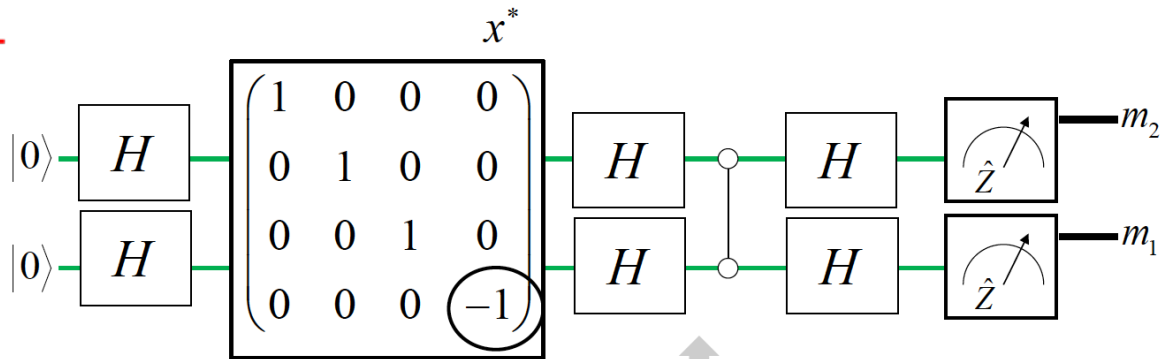 x*
|0⟩ H
1 0 0 0
0 1 0 0
0 0 1 0
0 0 0 −1
H H Ẑ m₂
|0⟩ H
H H Ẑ m₁